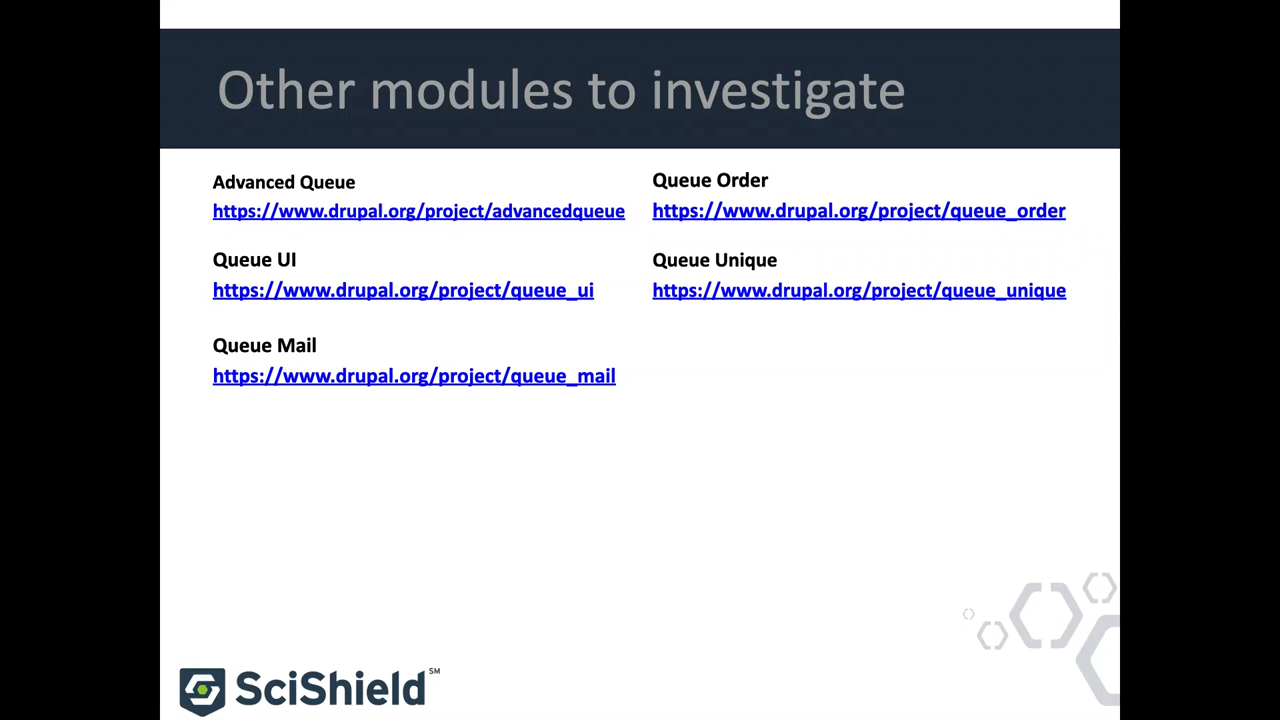 Other modules to investigate
Advanced Queue
https://www.drupal.org/project/advancedqueue
Queue UI
https://www.drupal.org/project/queue_ui
Queue Mail
https://www.drupal.org/project/queue_mail
Queue Order
https://www.drupal.org/project/queue_order
Queue Unique
https://www.drupal.org/project/queue_unique
SciShield℠